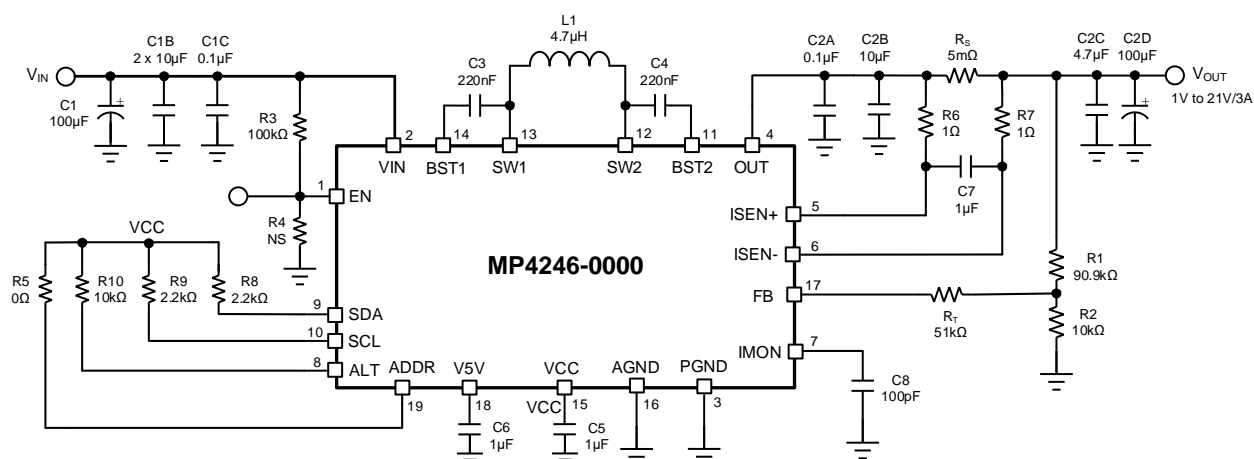 L1
4.7µH
C1B
2 x 10µF
C1C
0.1µF
C3
220nF
C4
220nF
C2A
0.1µF
C2B
10µF
RS
5mΩ
C2C
4.7µF
C2D
100µF
VIN
VOUT
1V to 21V/3A
C1
100µF
R3
100kΩ
R6
1Ω
R7
1Ω
2
14
13
12
11
4
VIN
BST1
SW1
SW2
BST2
OUT
C7
1µF
1
EN
R4
NS
5
ISEN+
VCC
6
ISEN-
MP4246-0000
R5
0Ω
R10
10kΩ
R9
2.2kΩ
R8
2.2kΩ
R1
90.9kΩ
17
FB
RT
51kΩ
R2
10kΩ
9
SDA
10
SCL
7
IMON
8
ALT
ADDR
V5V
VCC
AGND
PGND
C8
100pF
19
18
VCC
15
16
3
C6
1µF
C5
1µF